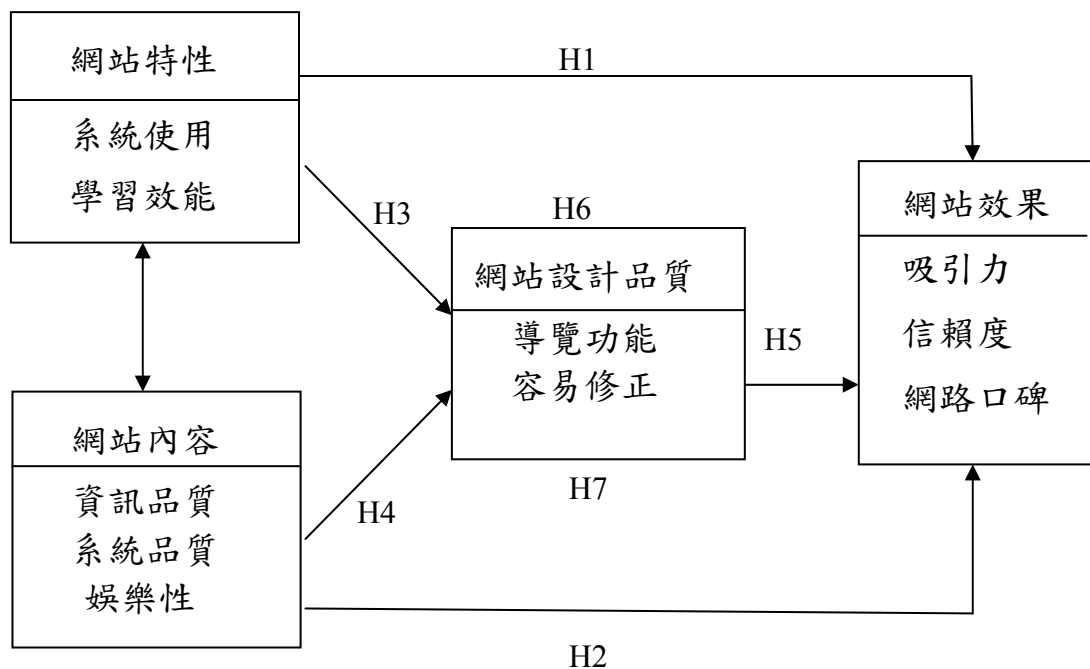 網站特性
系統使用
學習效能
H1
網站效果
吸引力
信賴度
網路口碑
H3
H6
網站設計品質
導覽功能
容易修正
H5
H7
網站內容
資訊品質
系統品質
娛樂性
H4
H2